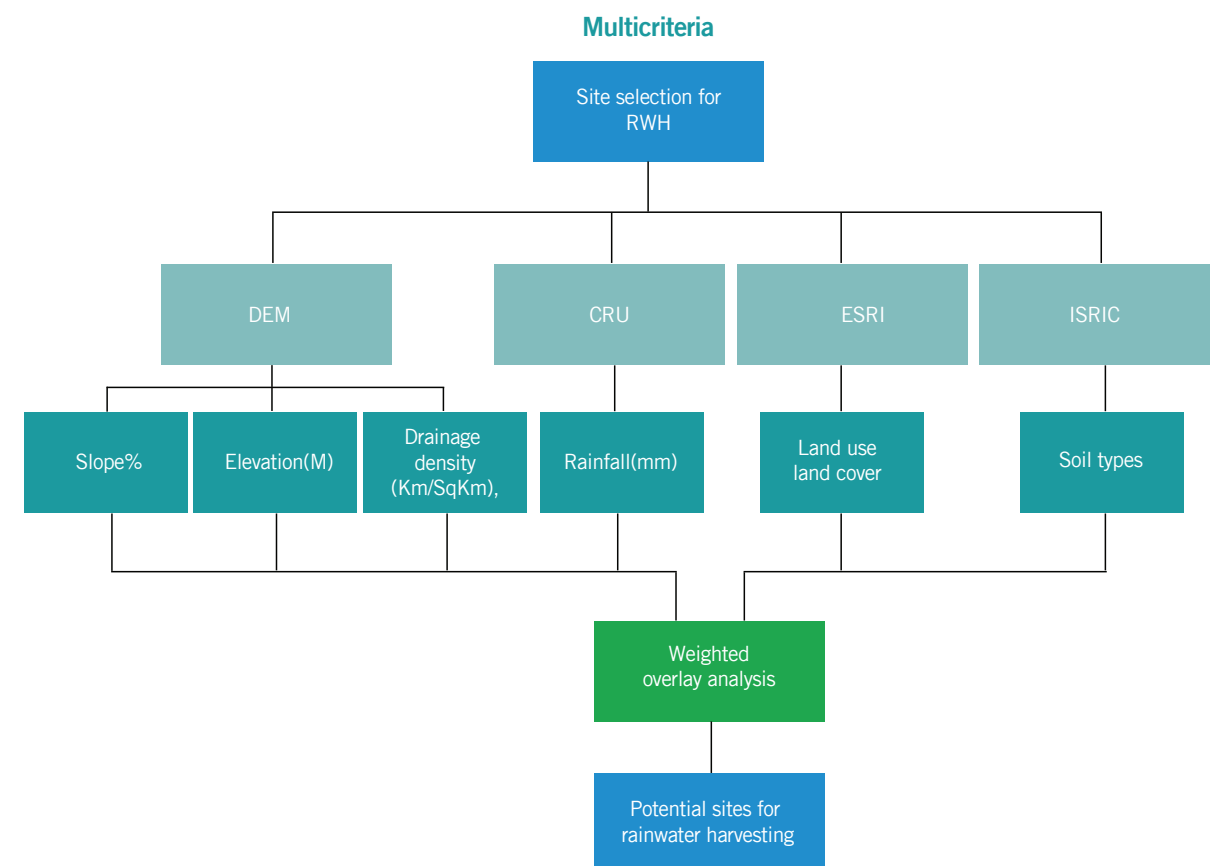 Multicriteria
Site selection for
RWH
DEM
CRU
ESRI
ISRIC
Slope%
Elevation(M)
Drainage
density
(Km/SqKm),
Rainfall(mm)
Land use
land cover
Soil types
Weighted
overlay analysis
Potential sites for
rainwater harvesting